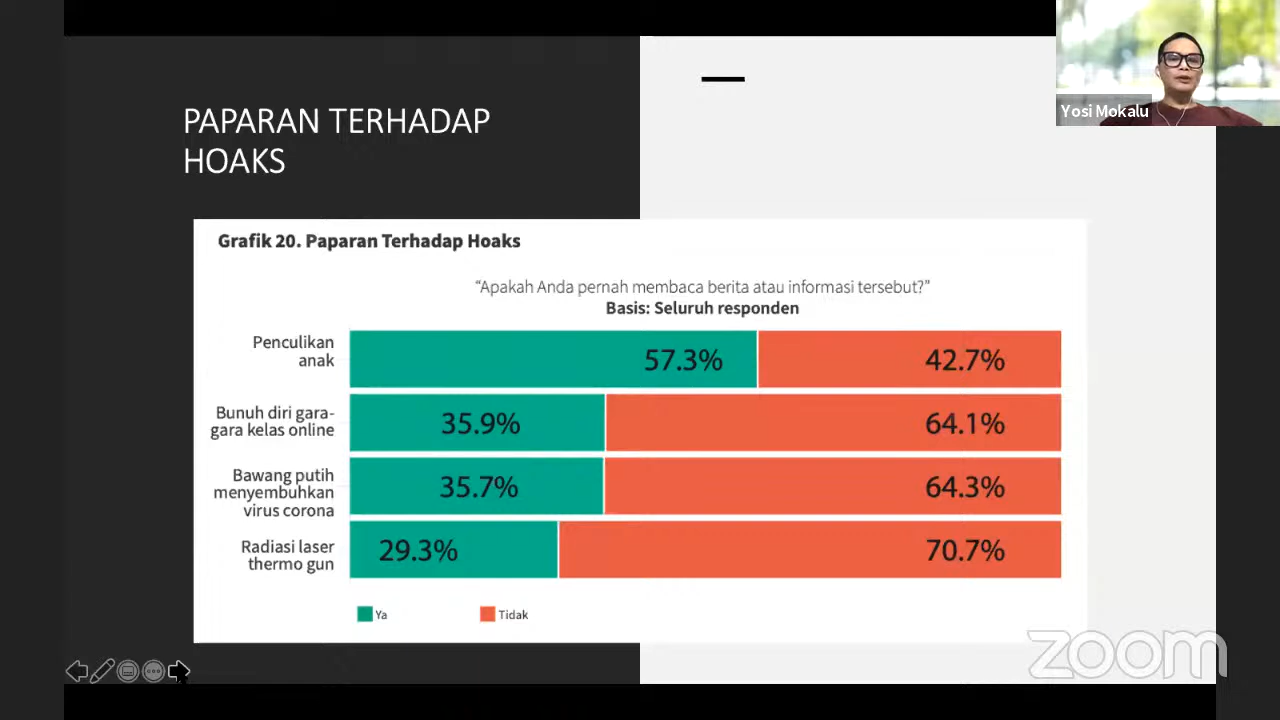 PAPARAN TERHADAP
HOAKS
Yosi Mokalu
Grafik 20. Paparan Terhadap Hoaks
“Apakah Anda pernah membaca berita atau informasi tersebut?”
Basis: Seluruh responden
Penculikan
anak
57.3%
42.7%
Bunuh diri gara-
gara kelas online
35.9%
64.1%
Bawang putih
menyembuhkan
virus corona
35.7%
64.3%
Radiasi laser
thermo gun
29.3%
70.7%
Ya
Tidak
zoom